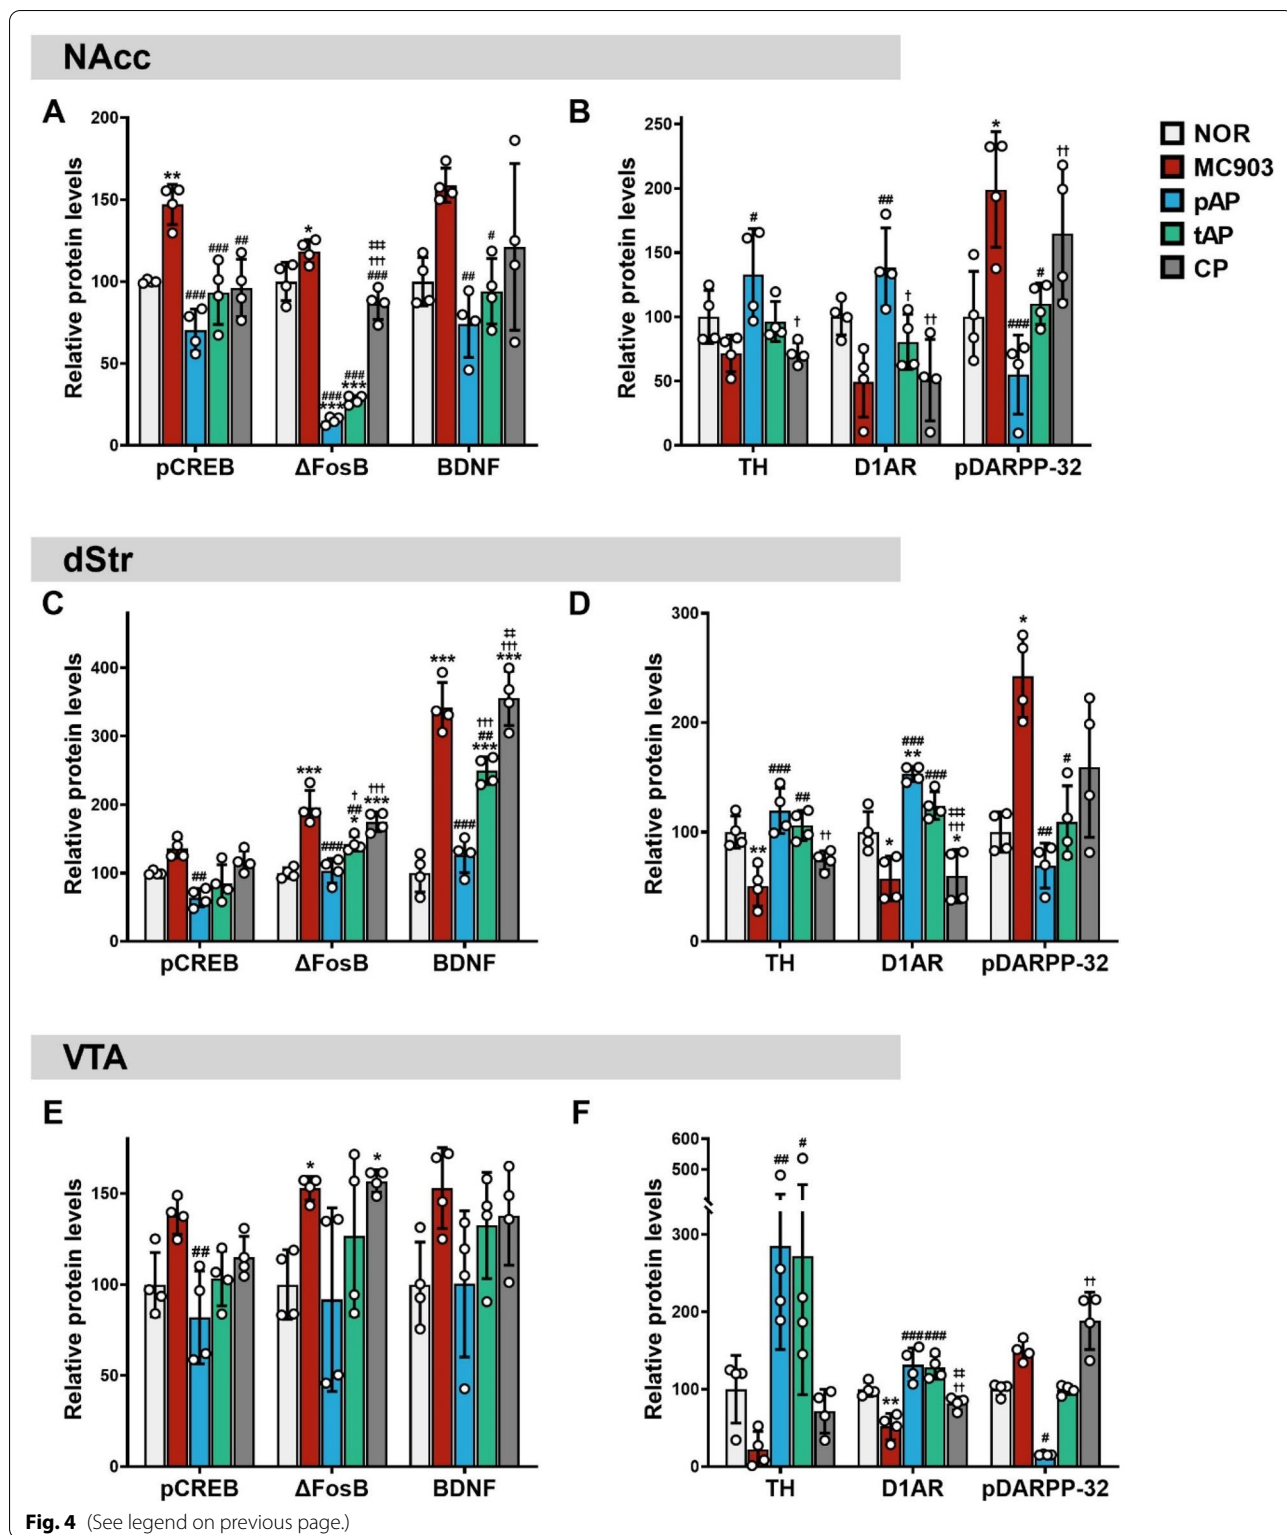 NAcc
A
B
Relative protein levels
200
150
100
50
0
**
###
###
##
*
###
***
###
***
‡‡‡
†††
###
##
#
pCREB
ΔFosB
BDNF
Relative protein levels
250
200
150
100
50
0
#
†
##
†
††
*
###
#
††
TH
D1AR
pDARPP-32
NOR
MC903
pAP
tAP
CP
dStr
C
D
Relative protein levels
400
300
200
100
0
##
***
###
†
##
*
†††
***
***
###
†††
##
***
‡‡
†††
***
pCREB
ΔFosB
BDNF
Relative protein levels
300
200
100
0
**
###
##
††
*
###
**
###
‡‡‡
†††
*
*
##
#
TH
D1AR
pDARPP-32
VTA
E
F
Relative protein levels
150
100
50
0
##
*
*
pCREB
ΔFosB
BDNF
Relative protein levels
600
500
300
200
100
0
##
#
**
###
###
‡‡
††
#
††
TH
D1AR
pDARPP-32
Fig. 4 (See legend on previous page.)